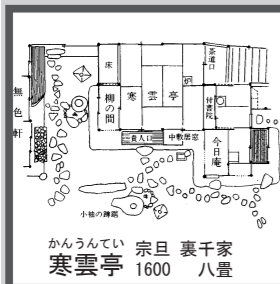 床
炉
茶道口
無色軒
柳の間
寒雲亭
付書院
貴人口
中敷居窓
今日庵
小袖の蹲踞
かんうんてい 宗旦 裏千家
寒雲亭 1600 八畳